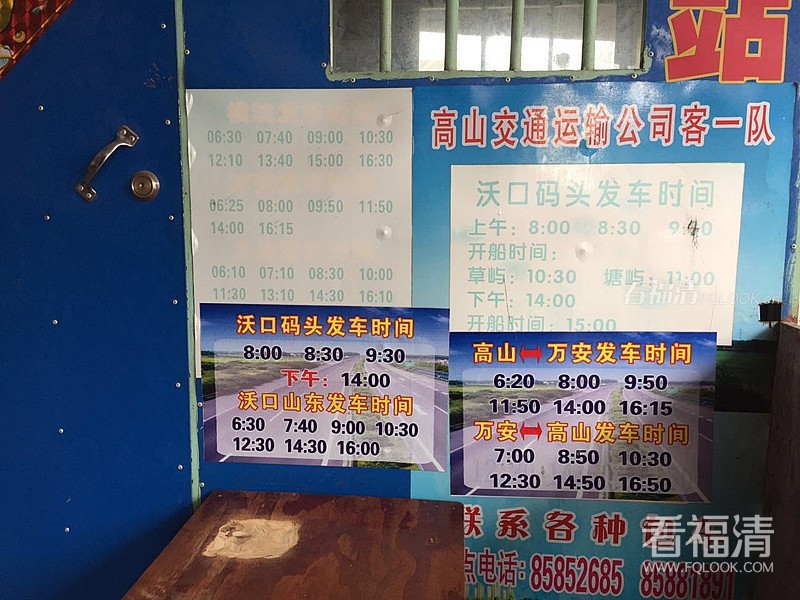 站
06:30 07:40 09:00 10:30
12:10 13:40 15:00 16:30
06:25 08:00 09:50 11:50
14:00 16:15
06:10 07:10 08:30 10:00
11:30 13:10 14:30 16:10
高山交通运输公司客一队
沃口码头发车时间
上午：8:00 8:30
开船时间：
草屿：10:30 塘屿：11:00
下午：14:00
开船时间：15:00
沃口码头发车时间
8:00 8:30 9:30
下午：14:00
沃口山东发车时间
6:30 7:40 9:00 10:30
12:30 14:30 16:00
高山↔万安发车时间
6:20 8:00 9:50
11:50 14:00 16:15
万安↔高山发车时间
7:00 8:50 10:30
12:30 14:50 16:50
联系各种
点电话：85852685
看福清
WWW.FQLOOK.COM
看福清